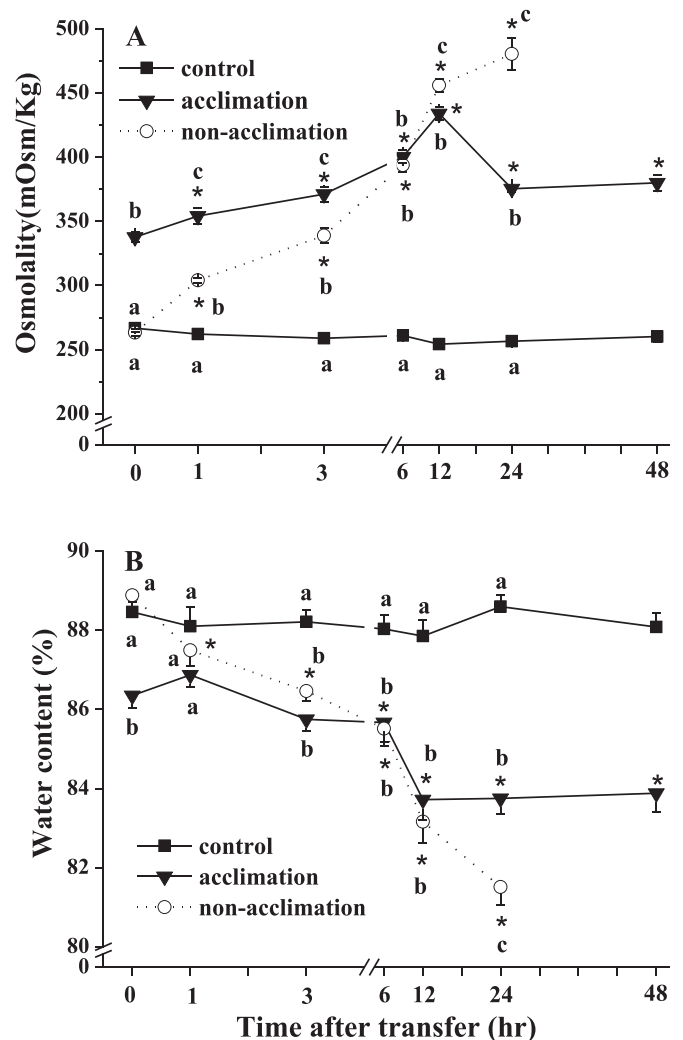 A
control
acclimation
non-acclimation
Osmolality(mOsm/Kg)
500
450
400
350
300
250
200
0
b c * c * b * c * * c
* * *
b b
a * b * b * b
a a a a a a
0 1 3 6 12 24 48
B
control
acclimation
non-acclimation
Water content (%)
90
88
86
84
82
80
0
a a a a a a
a a * b * b *
b a b * b b * b * *
* b * c
0 1 3 6 12 24 48
Time after transfer (hr)